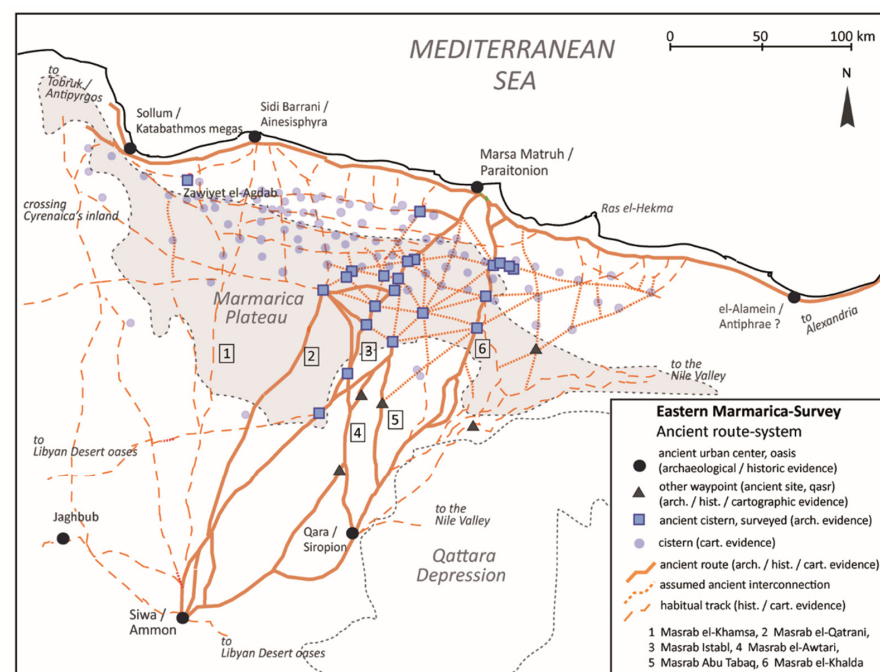 MEDITERRANEAN
SEA
0 50 100 km
N
to
Tobruk /
Antipyrgos
Sollum /
Katabathmos megas
Sidi Barrani /
Ainesisphyra
Marsa Matruh /
Paraitonion
Zawiyet el-Agdab
crossing
Cyrenaica's inland
Ras el-Hekma
Marmarica
Plateau
el-Alamein /
Antiphrae ?
to
Alexandria
1
2
3
6
4
5
to the
Nile Valley
to
Libyan Desert oases
Jaghbub
Qara /
Siropion
to the
Nile Valley
Qattara
Depression
Siwa /
Ammon
to
Libyan Desert oases
Eastern Marmarica-Survey
Ancient route-system
ancient urban center, oasis
(archaeological / historic evidence)
other waypoint (ancient site, qasr)
(arch. / hist. / cartographic evidence)
ancient cistern, surveyed (arch. evidence)
cistern (cart. evidence)
ancient route (arch. / hist. / cart. evidence)
assumed ancient interconnection
habitual track (hist. / cart. evidence)
1 Masrab el-Khamsa, 2 Masrab el-Qatrani,
3 Masrab Istabl, 4 Masrab el-Awtari,
5 Masrab Abu Tabaq, 6 Masrab el-Khalda